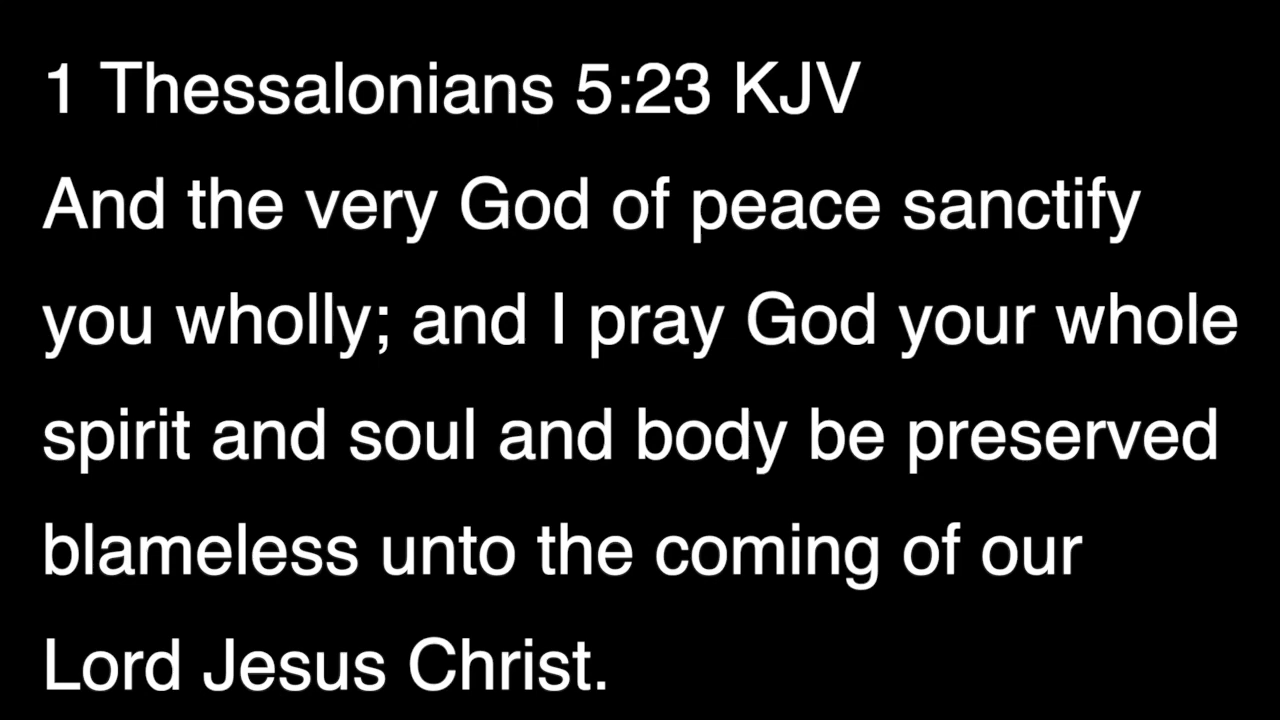 1 Thessalonians 5:23 KJV
And the very God of peace sanctify
you wholly; and I pray God your whole
spirit and soul and body be preserved
blameless unto the coming of our
Lord Jesus Christ.